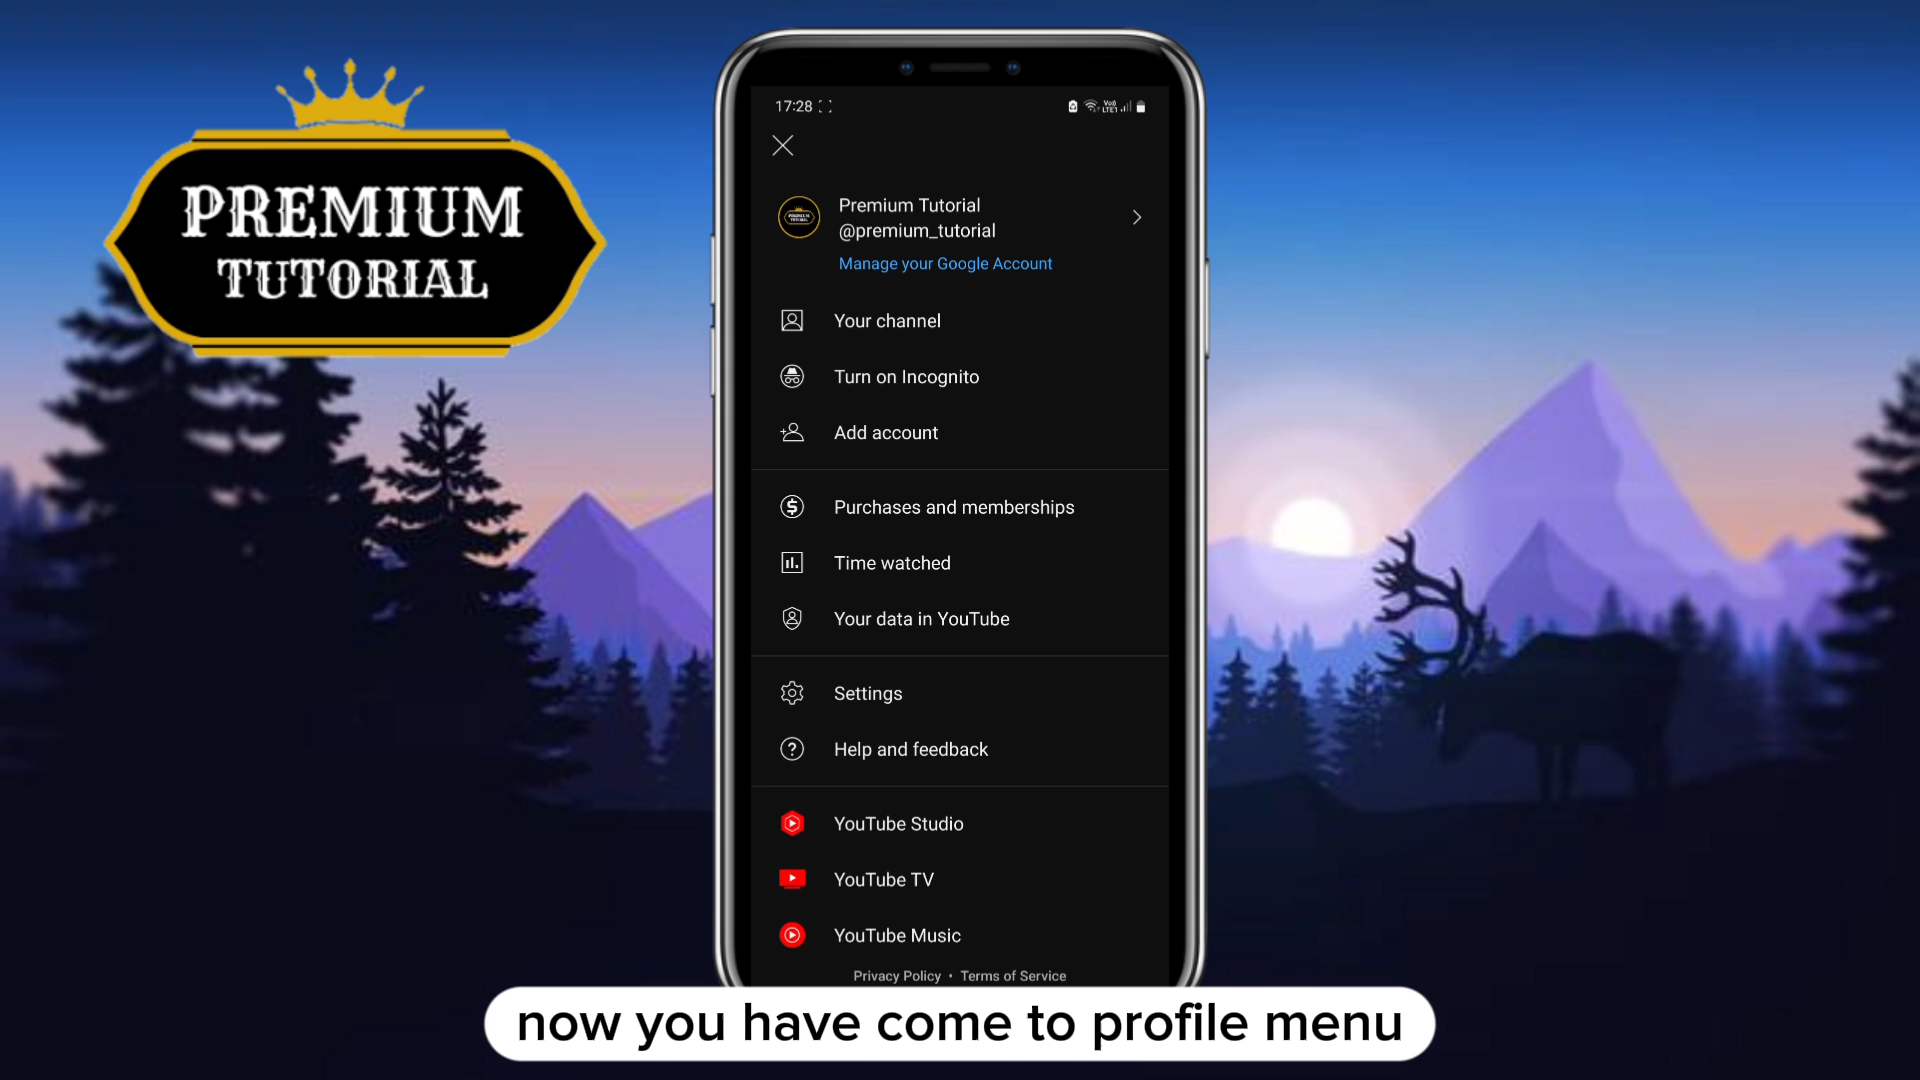 PREMIUM
TUTORIAL
17:28
Premium Tutorial
@premium_tutorial
Manage your Google Account
Your channel
Turn on Incognito
Add account
Purchases and memberships
Time watched
Your data in YouTube
Settings
Help and feedback
YouTube Studio
YouTube TV
YouTube Music
Privacy Policy • Terms of Service
now you have come to profile menu